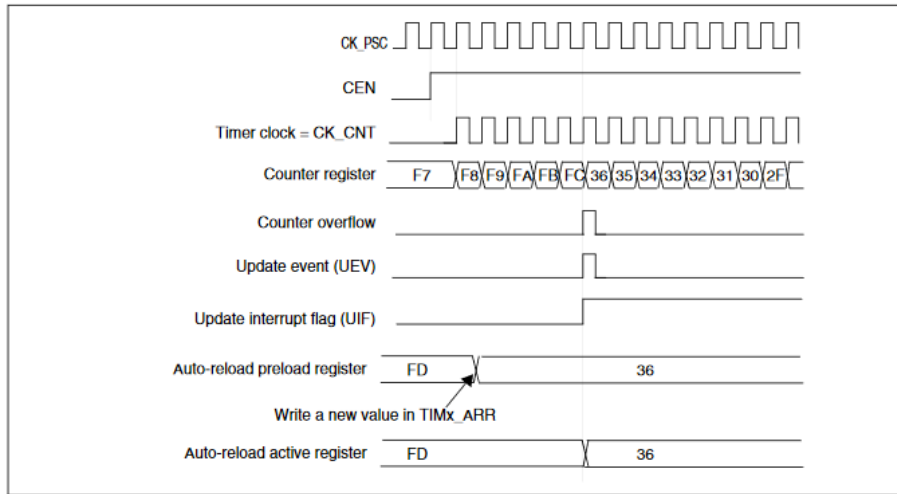 CK_PSC
CEN
Timer clock = CK_CNT
Counter register F7 F8 F9 FA FB FC 36 35 34 33 32 31 30 2F
Counter overflow
Update event (UEV)
Update interrupt flag (UIF)
Auto-reload preload register FD 36
Write a new value in TIMx_ARR
Auto-reload active register FD 36